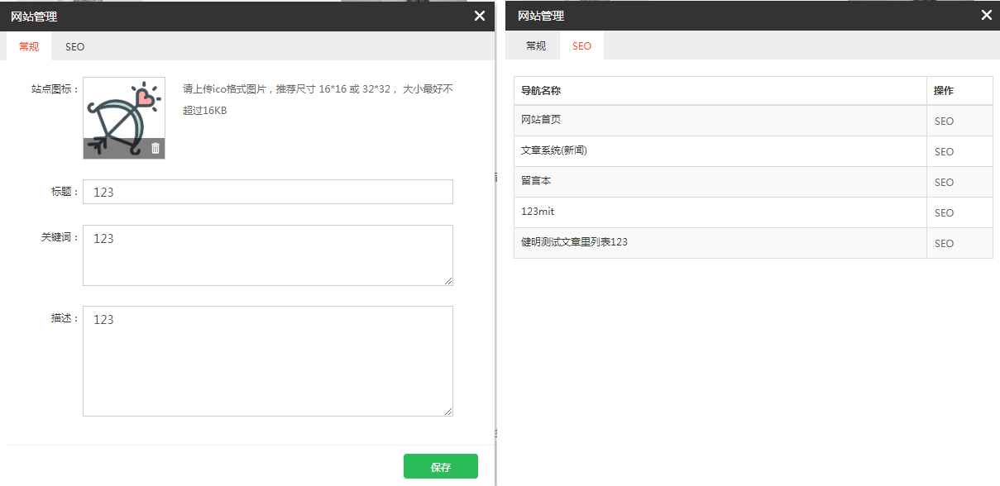 网站管理
常规 SEO
站点图标：
请上传ico格式图片，推荐尺寸 16*16 或 32*32 ， 大小最好不
超过16KB
标题： 123
关键词： 123
描述： 123
保存
网站管理
常规 SEO
导航名称 操作
网站首页 SEO
文章系统(新闻) SEO
留言本 SEO
123mit SEO
健明测试文章里列表123 SEO